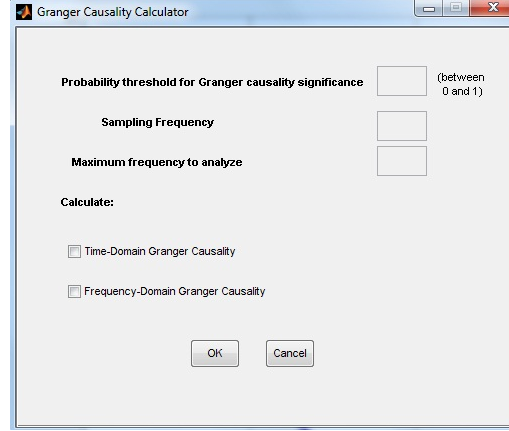 Granger Causality Calculator
Probability threshold for Granger causality significance
(between
0 and 1)
Sampling Frequency
Maximum frequency to analyze
Calculate:
Time-Domain Granger Causality
Frequency-Domain Granger Causality
OK Cancel